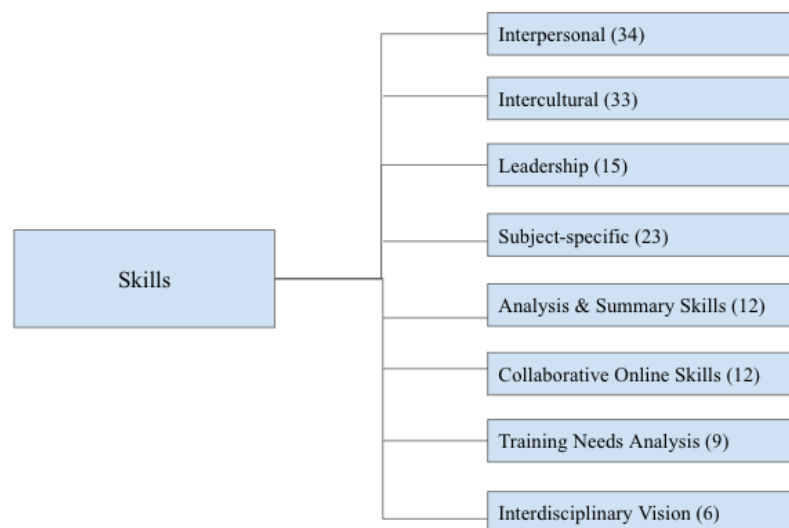 Interpersonal (34)
Intercultural (33)
Leadership (15)
Subject-specific (23)
Skills
Analysis & Summary Skills (12)
Collaborative Online Skills (12)
Training Needs Analysis (9)
Interdisciplinary Vision (6)